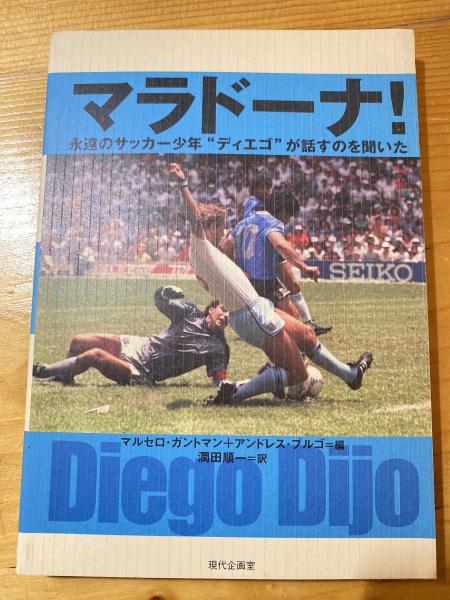 マラドーナ!
永遠のサッカー少年“ディエゴ”が話すのを聞いた
SEIKO
10
マルセロ・ガントマン+アンドレス・ブルゴ=編
潤田順一=訳
Diego Dijo
現代企画室